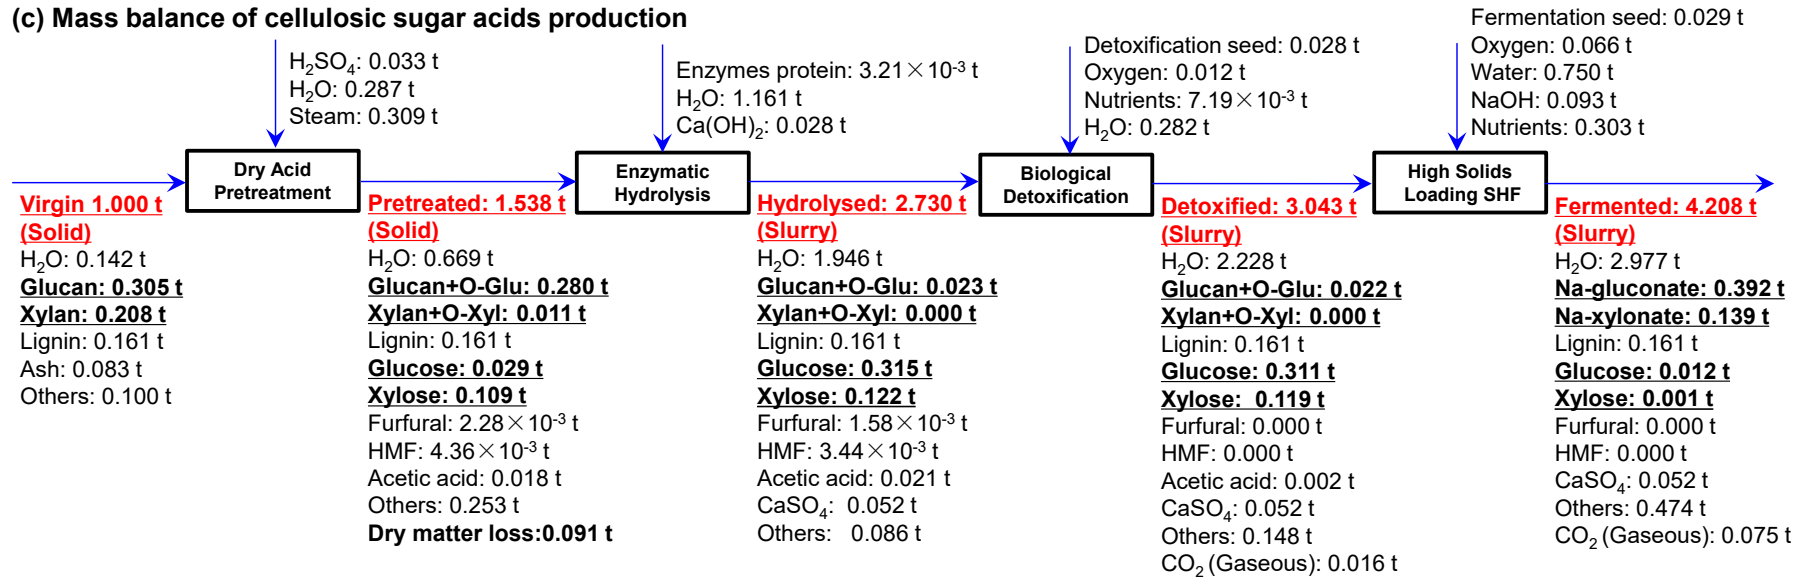 (c) Mass balance of cellulosic sugar acids production
H₂SO₄: 0.033 t
H₂O: 0.287 t
Steam: 0.309 t
Enzymes protein: 3.21×10⁻³ t
H₂O: 1.161 t
Ca(OH)₂: 0.028 t
Detoxification seed: 0.028 t
Oxygen: 0.012 t
Nutrients: 7.19×10⁻³ t
H₂O: 0.282 t
Fermentation seed: 0.029 t
Oxygen: 0.066 t
Water: 0.750 t
NaOH: 0.093 t
Nutrients: 0.303 t
Dry Acid
Pretreatment
Enzymatic
Hydrolysis
Biological
Detoxification
High Solids
Loading SHF
Virgin 1.000 t
(Solid)
H₂O: 0.142 t
Glucan: 0.305 t
Xylan: 0.208 t
Lignin: 0.161 t
Ash: 0.083 t
Others: 0.100 t
Pretreated: 1.538 t
(Solid)
H₂O: 0.669 t
Glucan+O-Glu: 0.280 t
Xylan+O-Xyl: 0.011 t
Lignin: 0.161 t
Glucose: 0.029 t
Xylose: 0.109 t
Furfural: 2.28×10⁻³ t
HMF: 4.36×10⁻³ t
Acetic acid: 0.018 t
Others: 0.253 t
Dry matter loss:0.091 t
Hydrolysed: 2.730 t
(Slurry)
H₂O: 1.946 t
Glucan+O-Glu: 0.023 t
Xylan+O-Xyl: 0.000 t
Lignin: 0.161 t
Glucose: 0.315 t
Xylose: 0.122 t
Furfural: 1.58×10⁻³ t
HMF: 3.44×10⁻³ t
Acetic acid: 0.021 t
CaSO₄: 0.052 t
Others: 0.086 t
Detoxified: 3.043 t
(Slurry)
H₂O: 2.228 t
Glucan+O-Glu: 0.022 t
Xylan+O-Xyl: 0.000 t
Lignin: 0.161 t
Glucose: 0.311 t
Xylose: 0.119 t
Furfural: 0.000 t
HMF: 0.000 t
Acetic acid: 0.002 t
CaSO₄: 0.052 t
Others: 0.148 t
CO₂ (Gaseous): 0.016 t
Fermented: 4.208 t
(Slurry)
H₂O: 2.977 t
Na-gluconate: 0.392 t
Na-xylonate: 0.139 t
Lignin: 0.161 t
Glucose: 0.012 t
Xylose: 0.001 t
Furfural: 0.000 t
HMF: 0.000 t
CaSO₄: 0.052 t
Others: 0.474 t
CO₂ (Gaseous): 0.075 t